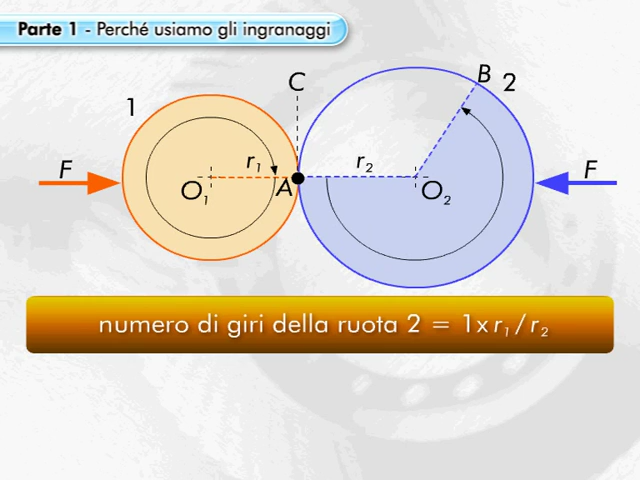 Parte 1 - Perché usiamo gli ingranaggi
C
B
2
1
F
r₁
r₂
F
O₁
A
O₂
numero di giri della ruota 2 = 1 x r₁ / r₂